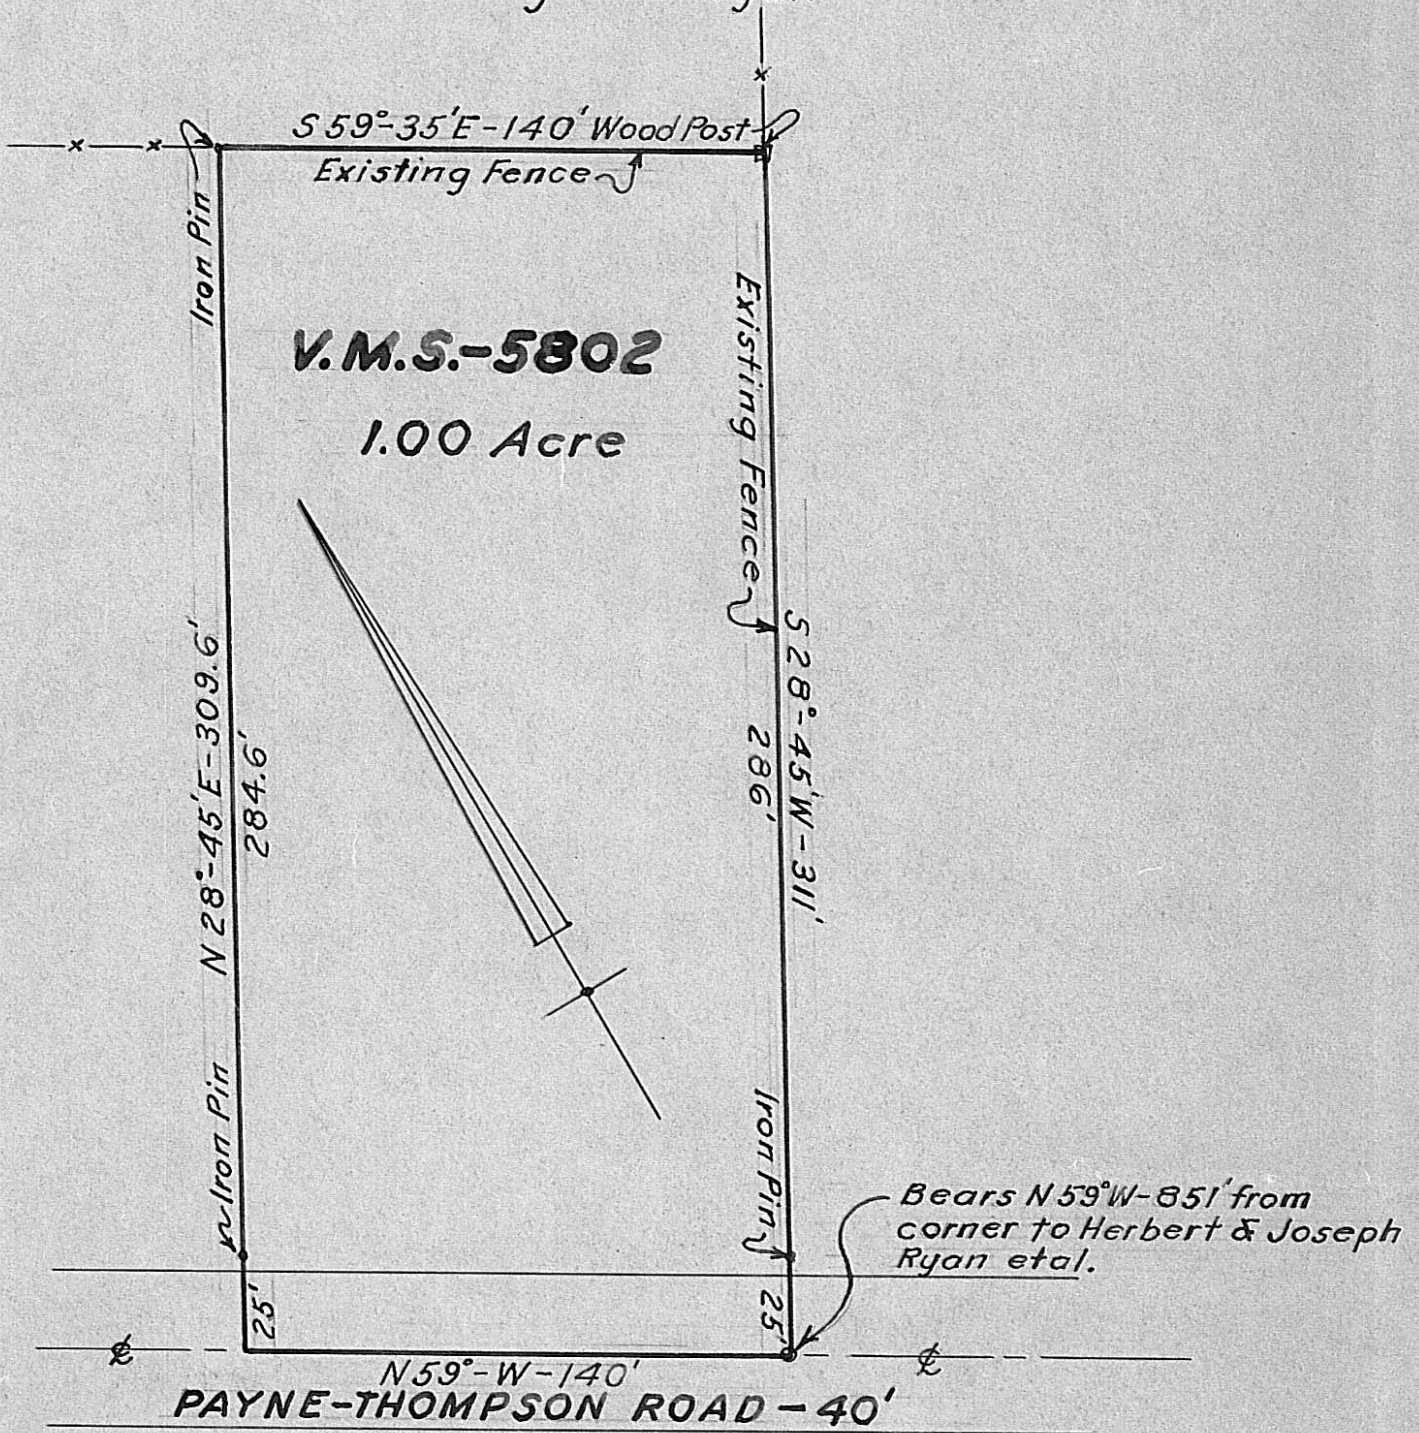 S 59°-35'E-140' Wood Post
Existing Fence
Iron Pin
V.M.S.-5802
1.00 Acre
Existing Fence
N 28°-45'E-309.6'
284.6'
S 28°-45'W-311'
286'
Iron Pin
Iron Pin
Bears N 59°W-851' from
corner to Herbert & Joseph
Ryan etal.
25'
25'
℄
℄
N 59°-W-140'
PAYNE-THOMPSON ROAD-40'